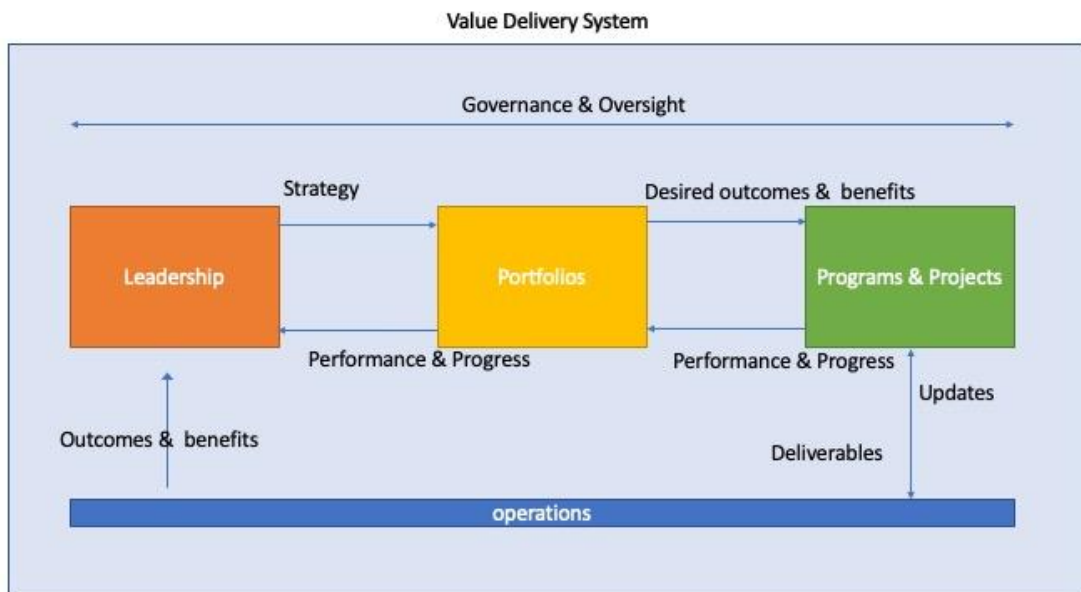 Value Delivery System
Governance & Oversight
Strategy
Desired outcomes & benefits
Leadership
Portfolios
Programs & Projects
Performance & Progress
Performance & Progress
Updates
Outcomes & benefits
Deliverables
operations